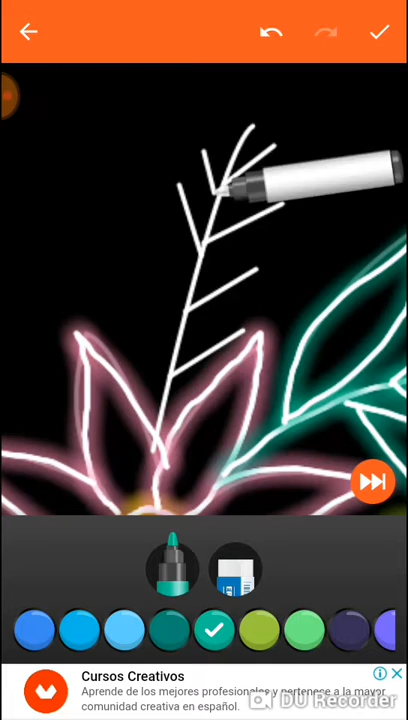 Cursos Creativos
Aprende de los mejores profesionales y pertenece a la mayor
comunidad creativa en español.
DU Recorder